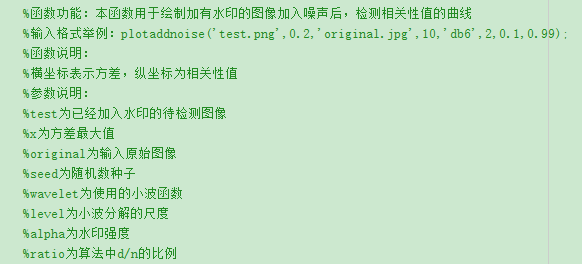 %函数功能：本函数用于绘制加有水印的图像加入噪声后，检测相关性值的曲线
%输入格式举例：plotaddnoise('test.png',0.2,'original.jpg',10,'db6',2,0.1,0.99);
%函数说明：
%横坐标表示方差，纵坐标为相关性值
%参数说明：
%test为已经加入水印的待检测图像
%x为方差最大值
%original为输入原始图像
%seed为随机数种子
%wavelet为使用的小波函数
%level为小波分解的尺度
%alpha为水印强度
%ratio为算法中d/n的比例